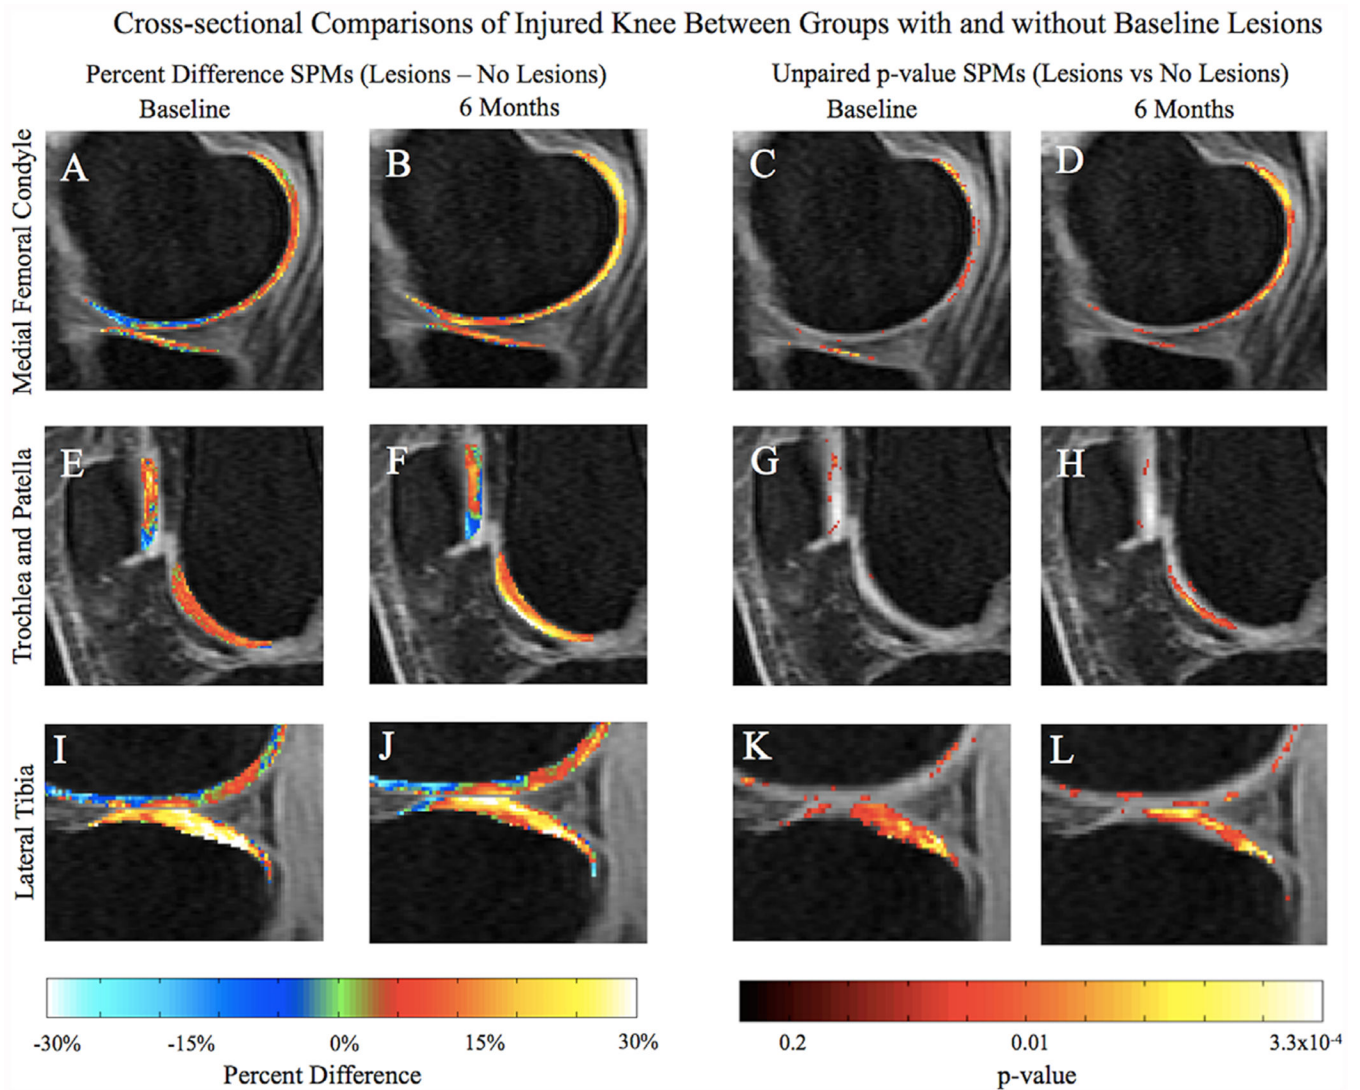 Cross-sectional Comparisons of Injured Knee Between Groups with and without Baseline Lesions
Percent Difference SPMs (Lesions – No Lesions)
Unpaired p-value SPMs (Lesions vs No Lesions)
Baseline
6 Months
Baseline
6 Months
Medial Femoral Condyle
A
B
C
D
Trochlea and Patella
E
F
G
H
Lateral Tibia
I
J
K
L
-30%
-15%
0%
15%
30%
0.2
0.01
3.3x10⁻⁴
Percent Difference
p-value